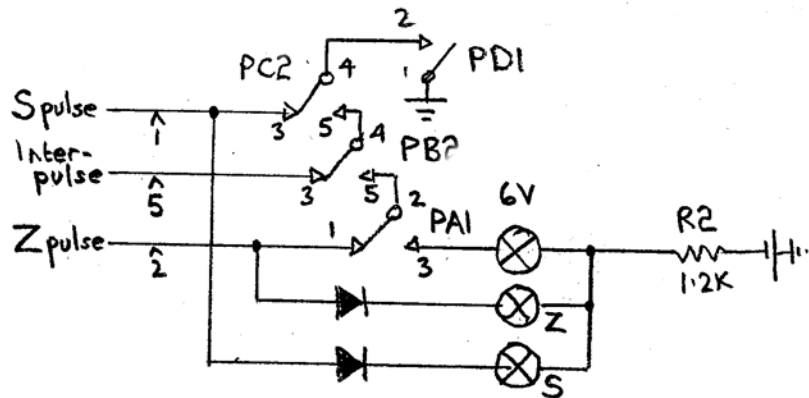 2
PC2
4
1
PD1
S pulse
1
3
5
4
Inter-
pulse
5
3
PB2
5
2
6V
Z pulse
2
1
PA1
3
R2
1.2K
Z
S